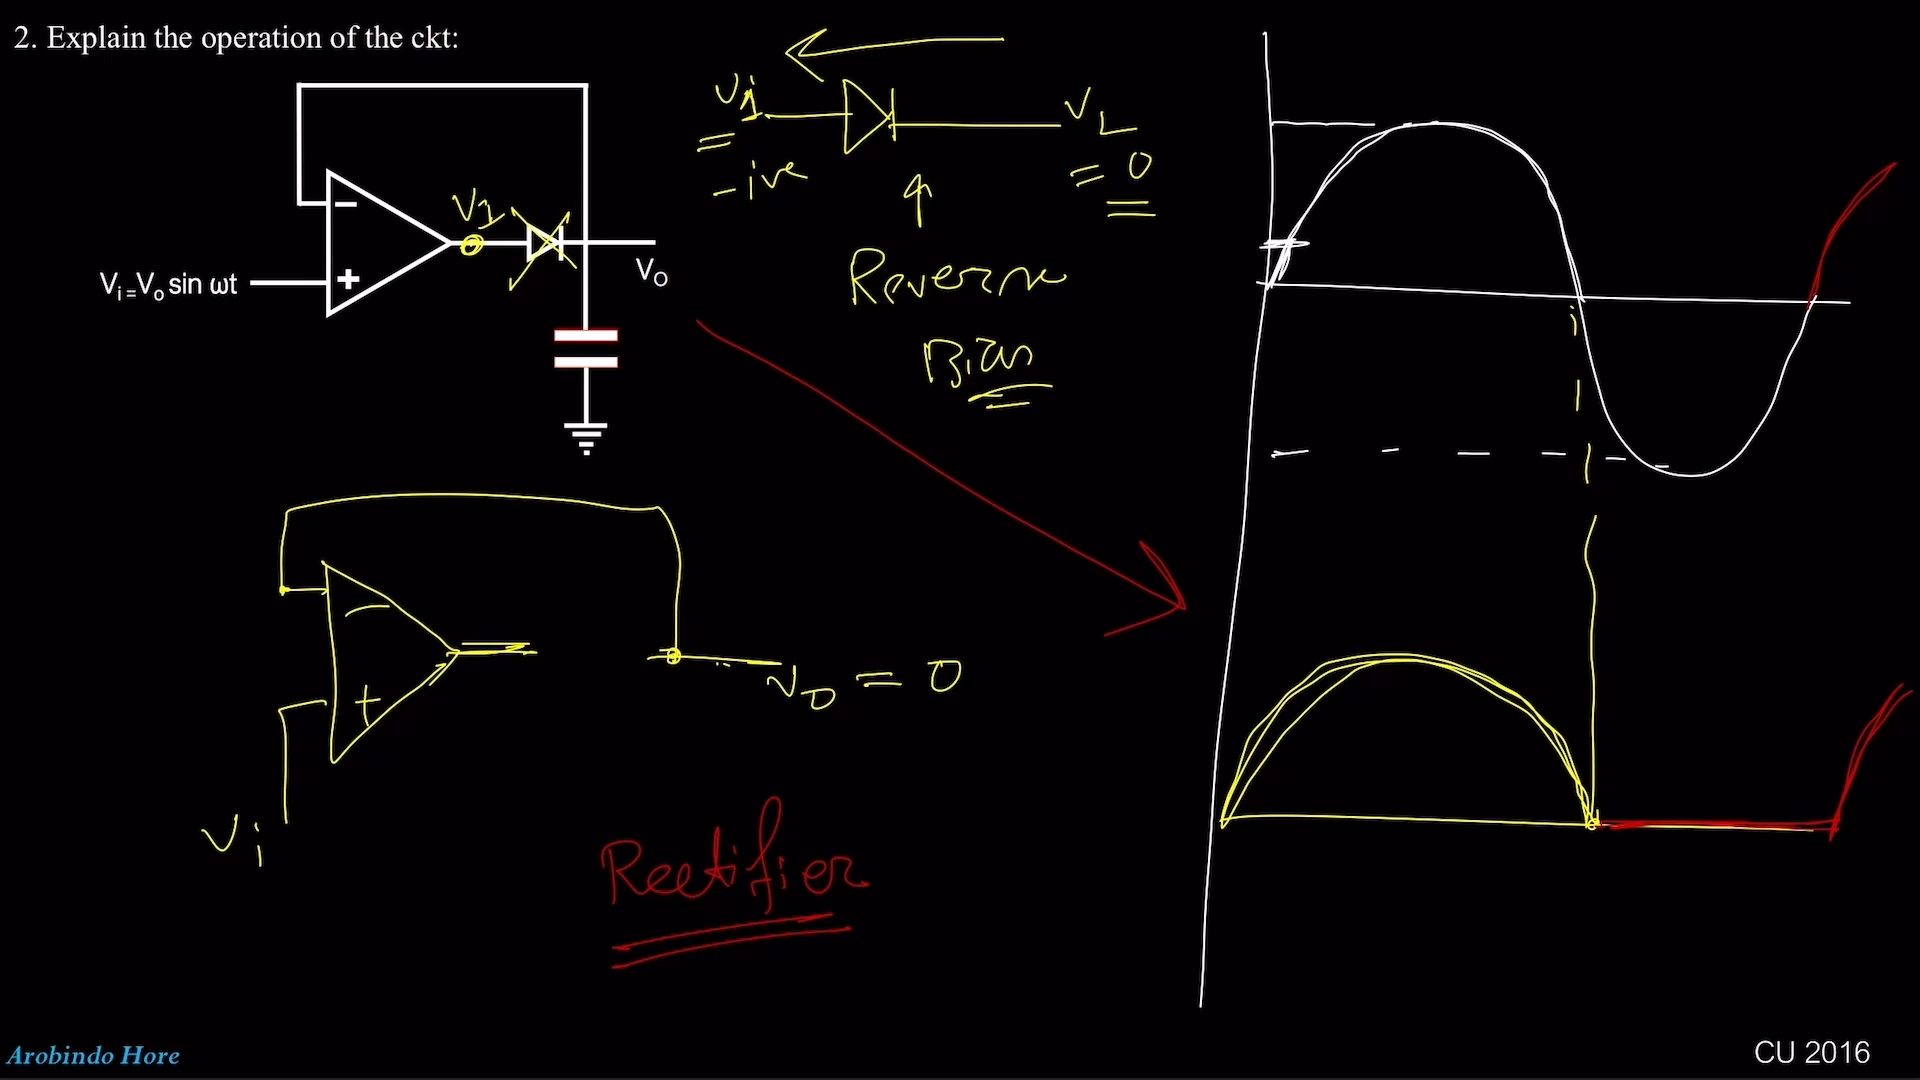 2. Explain the operation of the ckt:
V1
= 
-ive
VL
= 0
Reverse
Bias
−
V1
+
Vi=Vo sin ωt
VO
−
+
Vi
vo = 0
Rectifier
Arobindo Hore
CU 2016